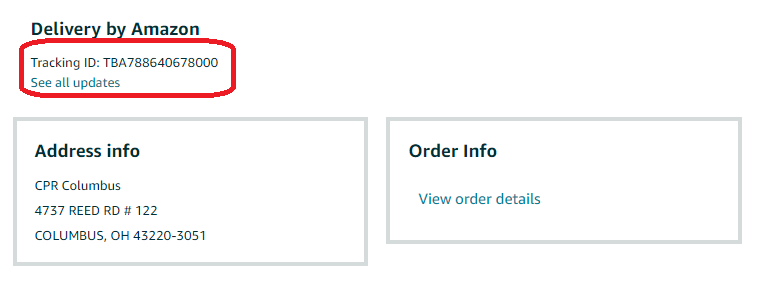 Delivery by Amazon
Tracking ID: TBA788640678000
See all updates
Address info
CPR Columbus
4737 REED RD # 122
COLUMBUS, OH 43220-3051
Order Info
View order details